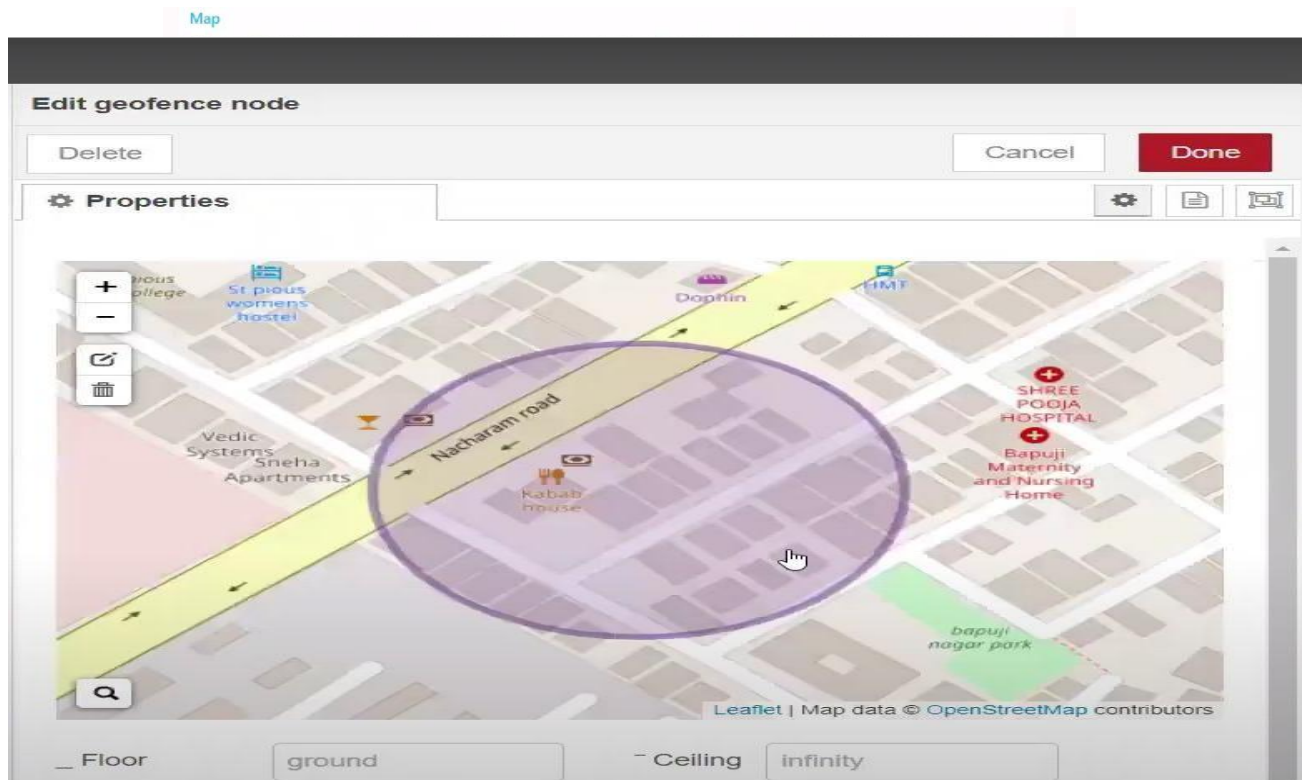 Map
Edit geofence node
Delete
Cancel
Done
Properties
St pious
womens
hostel
Dophin
HMT
SHREE
POOJA
HOSPITAL
Bapuji
Maternity
and Nursing
Home
Nacharam road
Vedic
Systems
Sneha
Apartments
Kabab
house
bapuji
nagar park
Leaflet | Map data © OpenStreetMap contributors
Floor
ground
Ceiling
infinity